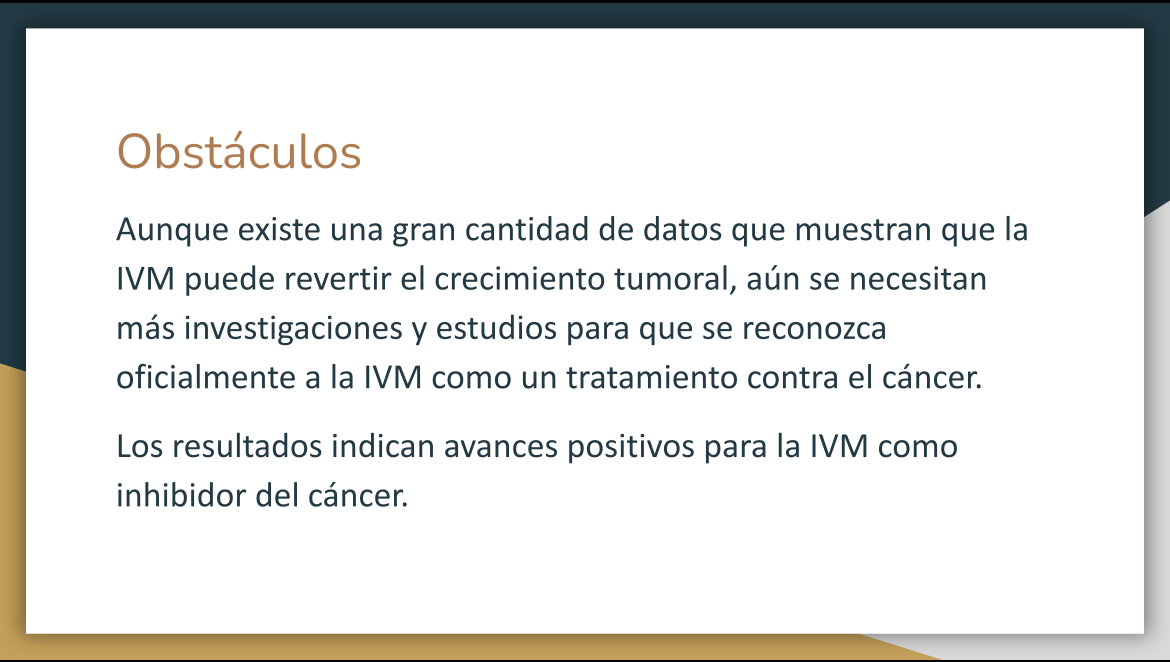 Obstáculos
Aunque existe una gran cantidad de datos que muestran que la
IVM puede revertir el crecimiento tumoral, aún se necesitan
más investigaciones y estudios para que se reconozca
oficialmente a la IVM como un tratamiento contra el cáncer.
Los resultados indican avances positivos para la IVM como
inhibidor del cáncer.